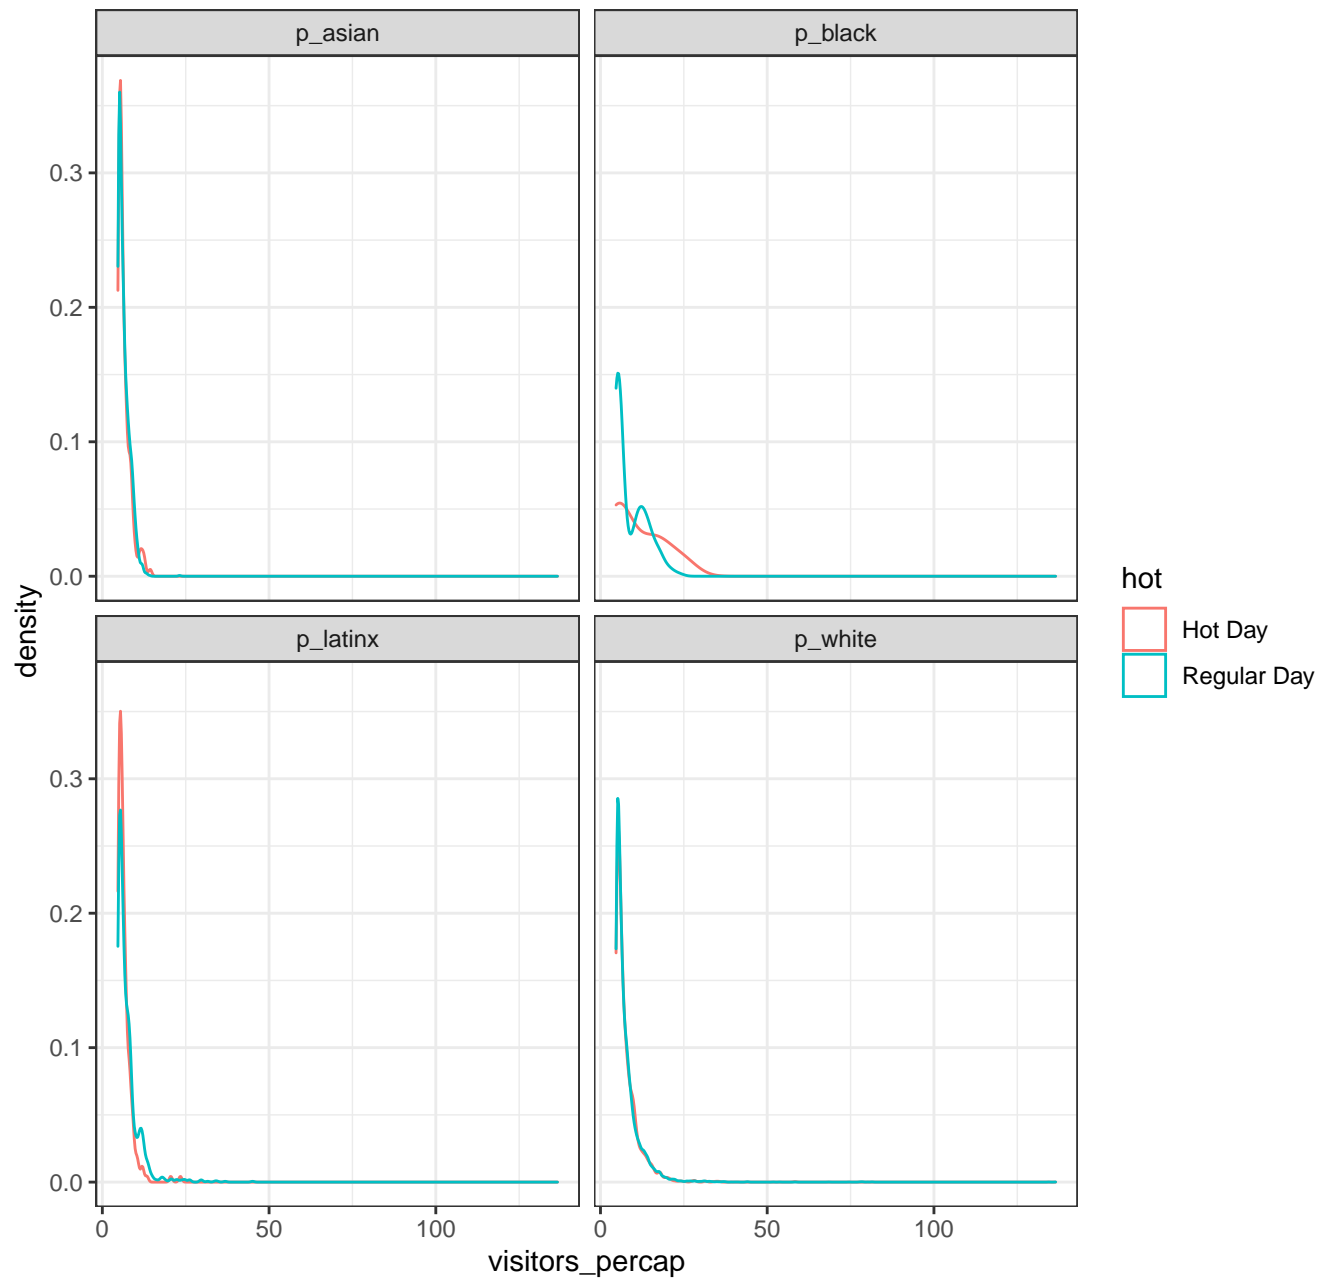 p_asian
p_black
0.3
0.2
0.1
0.0
density
p_latinx
p_white
0.3
0.2
0.1
0.0
0
50
100
0
50
100
visitors_percap
hot
Hot Day
Regular Day